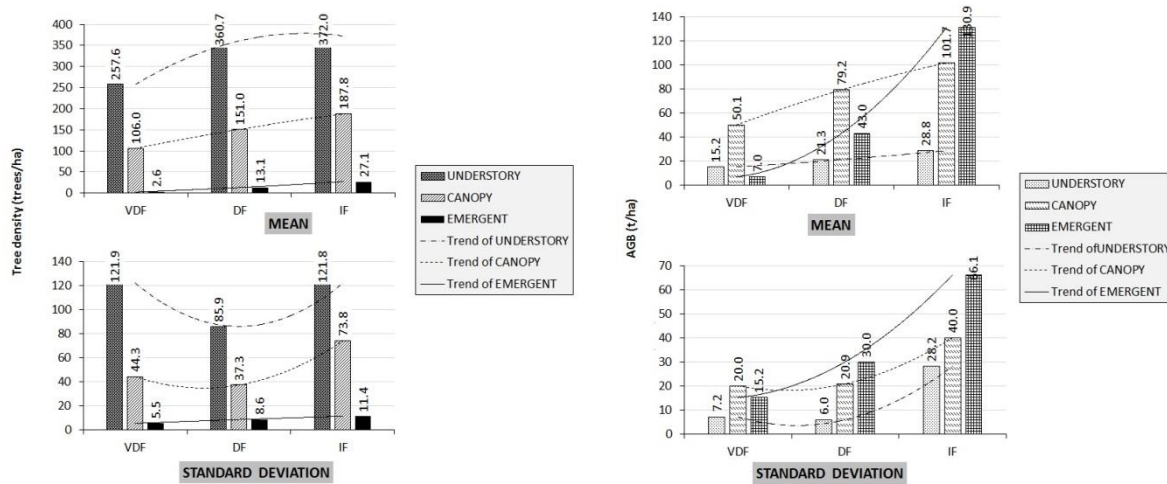 Tree density (trees/ha)
400
350
300
250
200
150
100
50
0
257.6
106.0
2.6
360.7
151.0
13.1
372.0
187.8
27.1
VDF
DF
IF
MEAN
140
120
100
80
60
40
20
0
121.9
44.3
5.5
85.9
37.3
8.6
121.8
73.8
11.4
VDF
DF
IF
STANDARD DEVIATION
UNDERSTORY
CANOPY
EMERGENT
Trend of UNDERSTORY
Trend of CANOPY
Trend of EMERGENT
AGB (t/ha)
140
120
100
80
60
40
20
0
15.2
50.1
7.0
21.3
79.2
43.0
28.8
101.7
130.9
VDF
DF
IF
MEAN
70
60
50
40
30
20
10
0
7.2
20.0
15.2
6.0
20.9
30.0
28.2
40.0
66.1
VDF
DF
IF
STANDARD DEVIATION
UNDERSTORY
CANOPY
EMERGENT
Trend ofUNDERSTORY
Trend of CANOPY
Trend of EMERGENT